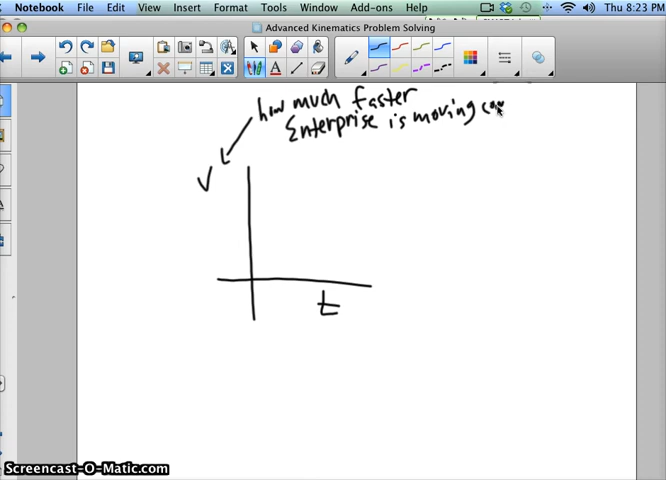 Notebook File Edit View Insert Format Tools Window Add-ons Help Thu 8:23 PM
Advanced Kinematics Problem Solving
how much faster
Enterprise is moving
V
t
Screencast-O-Matic.com